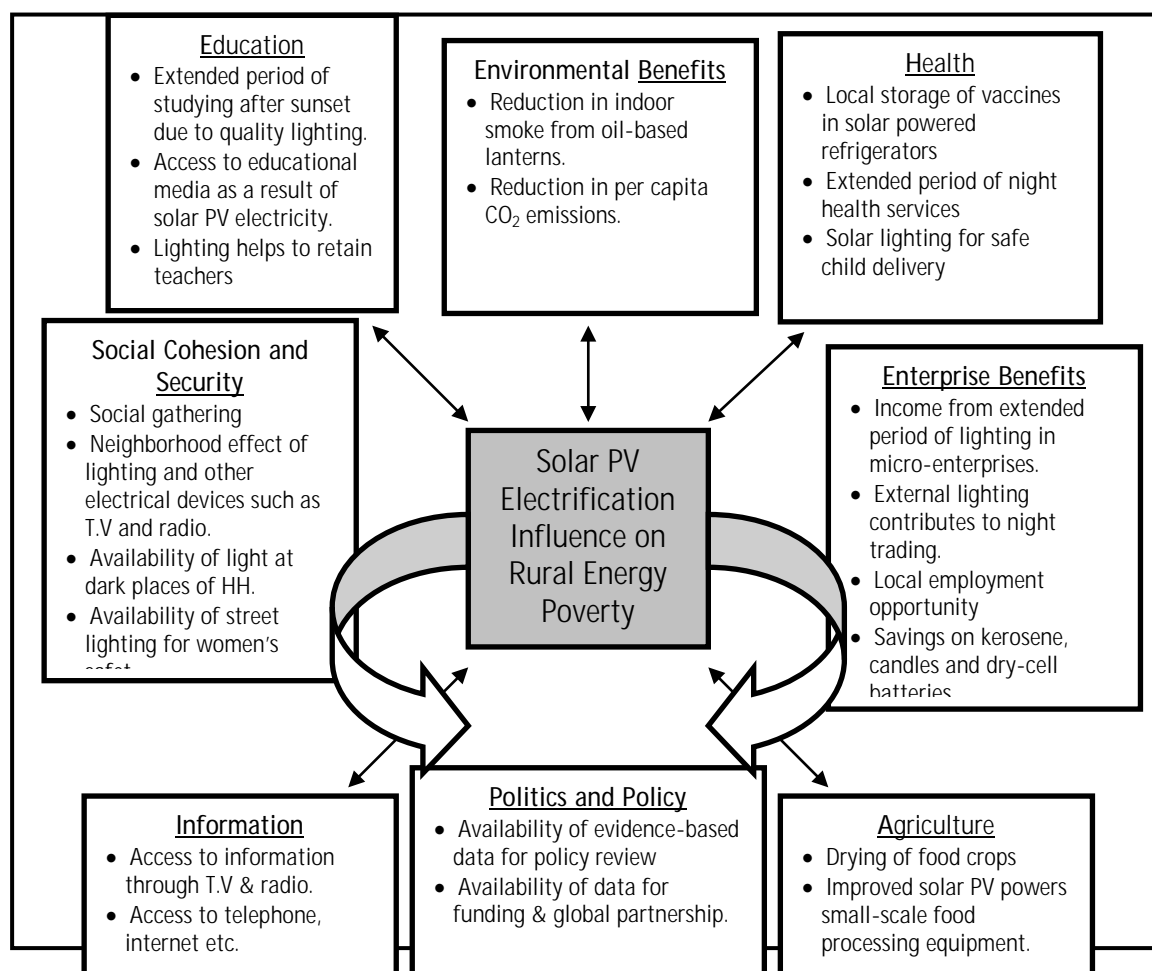 Education
• Extended period of
studying after sunset
due to quality lighting.
• Access to educational
media as a result of
solar PV electricity.
• Lighting helps to retain
teachers
Environmental Benefits
• Reduction in indoor
smoke from oil-based
lanterns.
• Reduction in per capita
CO₂ emissions.
Health
• Local storage of vaccines
in solar powered
refrigerators
• Extended period of night
health services
• Solar lighting for safe
child delivery
Social Cohesion and
Security
• Social gathering
• Neighborhood effect of
lighting and other
electrical devices such as
T.V and radio.
• Availability of light at
dark places of HH.
• Availability of street
lighting for women's
Solar PV
Electrification
Influence on
Rural Energy
Poverty
Enterprise Benefits
• Income from extended
period of lighting in
micro-enterprises.
• External lighting
contributes to night
trading.
• Local employment
opportunity
• Savings on kerosene,
candles and dry-cell
batteries
Information
• Access to information
through T.V & radio.
• Access to telephone,
internet etc.
Politics and Policy
• Availability of evidence-based
data for policy review
• Availability of data for
funding & global partnership.
Agriculture
• Drying of food crops
• Improved solar PV powers
small-scale food
processing equipment.